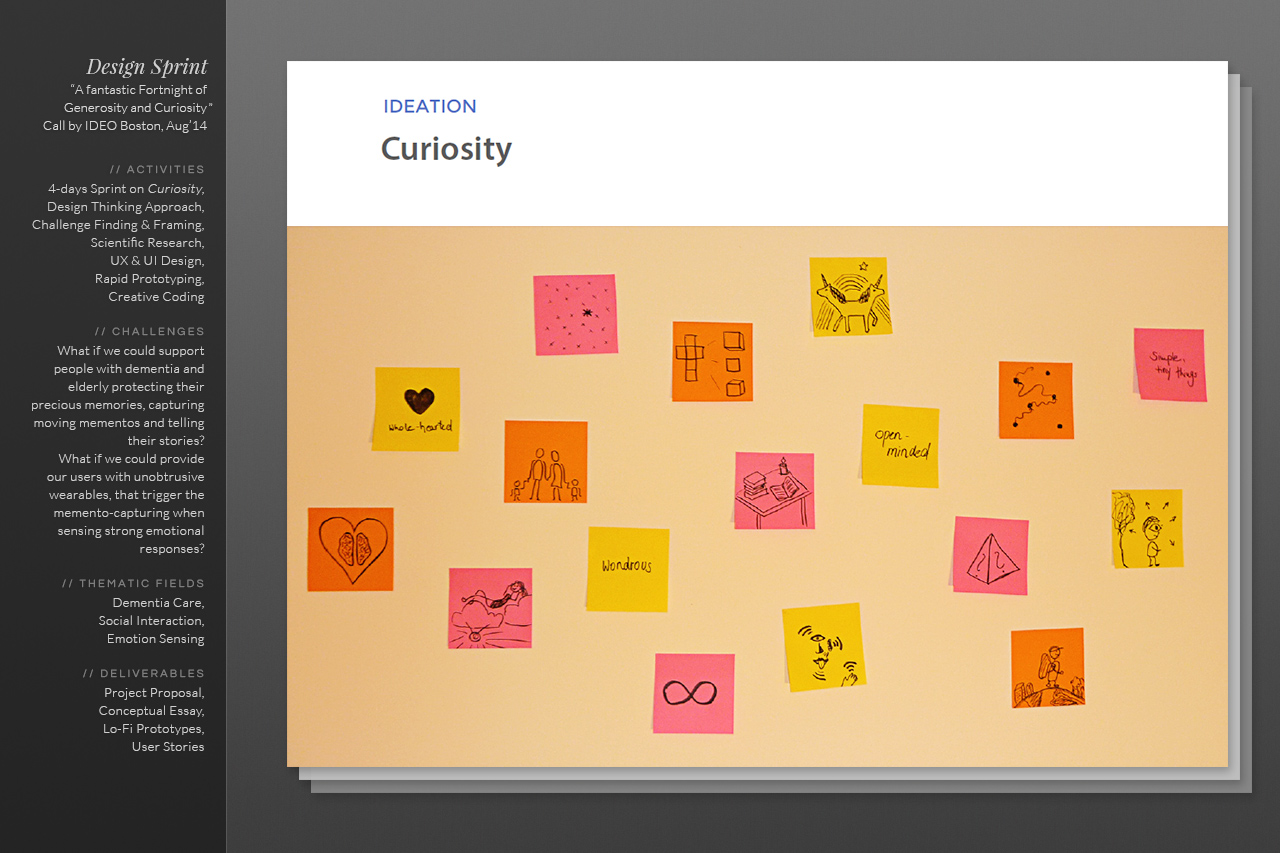 Design Sprint
“A fantastic Fortnight of
Generosity and Curiosity”
Call by IDEO Boston, Aug’14
// ACTIVITIES
4-days Sprint on Curiosity,
Design Thinking Approach,
Challenge Finding & Framing,
Scientific Research,
UX & UI Design,
Rapid Prototyping,
Creative Coding
// CHALLENGES
What if we could support
people with dementia and
elderly protecting their
precious memories, capturing
moving mementos and telling
their stories?
What if we could provide
our users with unobtrusive
wearables, that trigger the
memento-capturing when
sensing strong emotional
responses?
// THEMATIC FIELDS
Dementia Care,
Social Interaction,
Emotion Sensing
// DELIVERABLES
Project Proposal,
Conceptual Essay,
Lo-Fi Prototypes,
User Stories
IDEATION
Curiosity
Simple,
tiny things
whole-hearted
open-
minded
wondrous